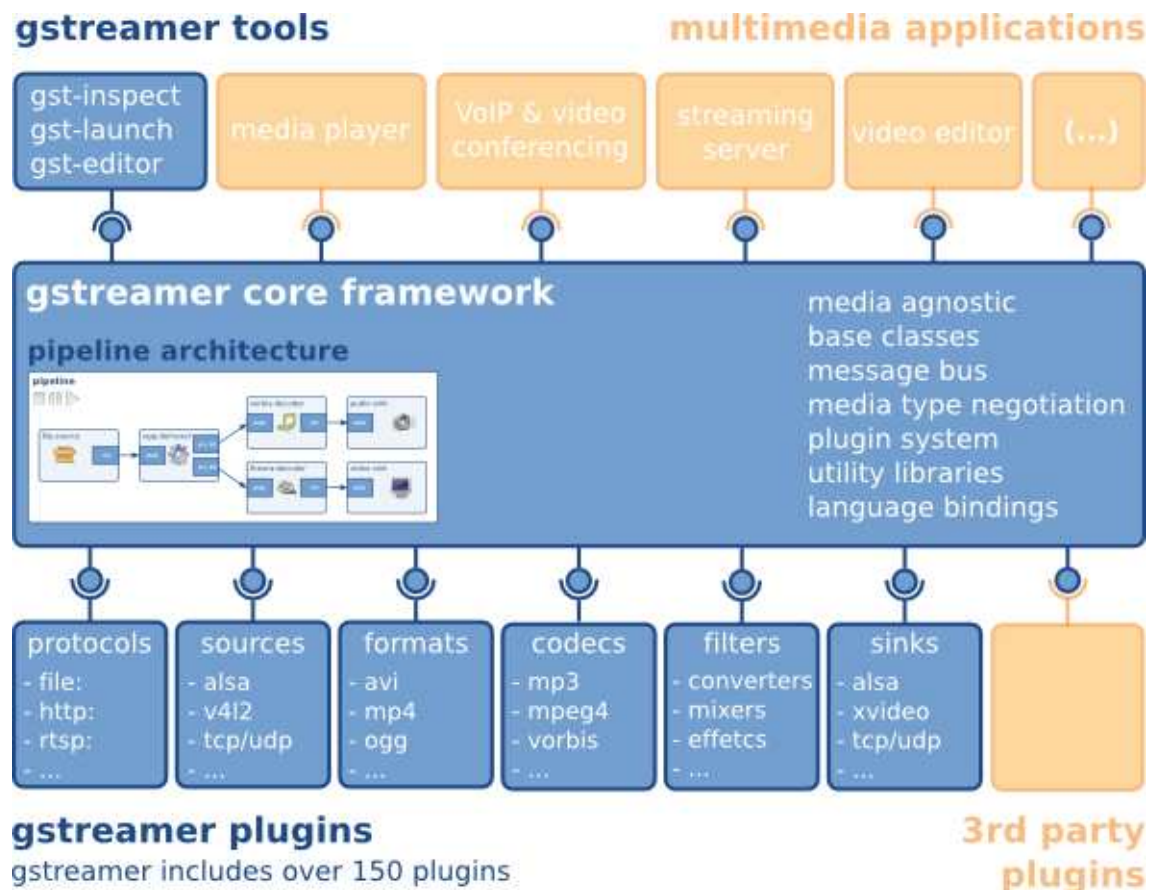 gstreamer tools
multimedia applications
gst-inspect
gst-launch
gst-editor
media player
VoIP & video
conferencing
streaming
server
video editor
(...)
gstreamer core framework
media agnostic
base classes
message bus
media type negotiation
plugin system
utility libraries
language bindings
pipeline architecture
pipeline
protocols
- file:
- http:
- rtsp:
- ...
sources
- alsa
- v4l2
- tcp/udp
- ...
formats
- avi
- mp4
- ogg
- ...
codecs
- mp3
- mpeg4
- vorbis
- ...
filters
- converters
- mixers
- effetcs
- ...
sinks
- alsa
- xvideo
- tcp/udp
- ...
gstreamer plugins
gstreamer includes over 150 plugins
3rd party
plugins